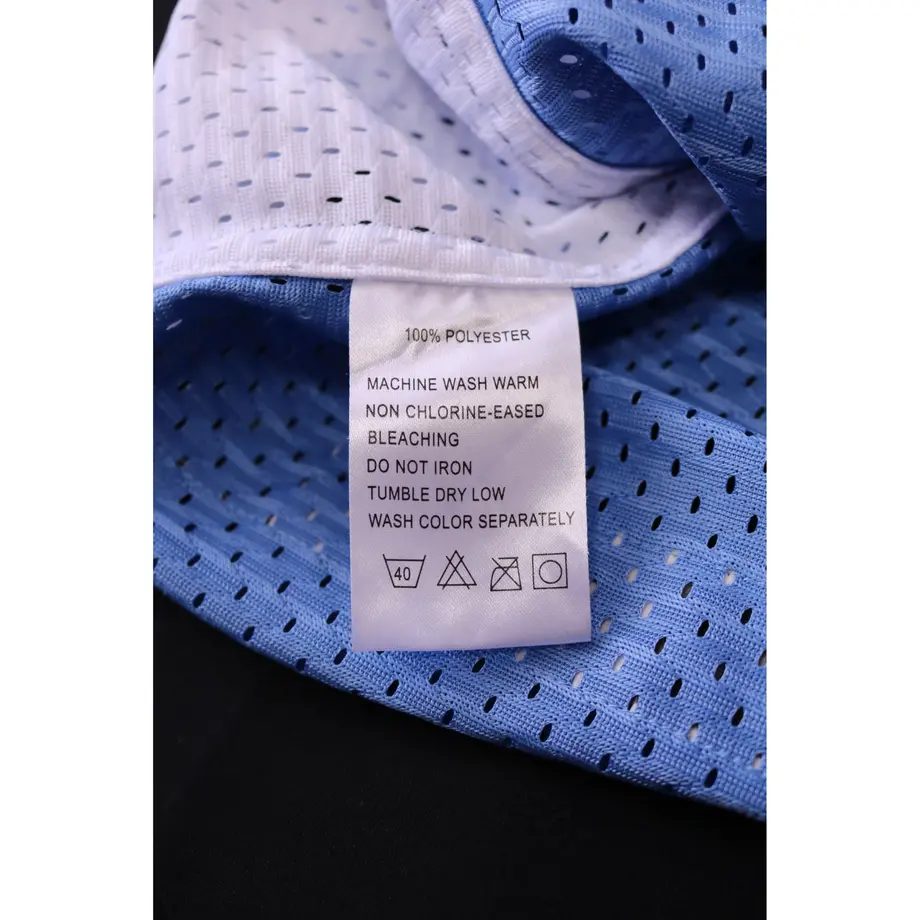 100% POLYESTER
MACHINE WASH WARM
NON CHLORINE-EASED
BLEACHING
DO NOT IRON
TUMBLE DRY LOW
WASH COLOR SEPARATELY
40